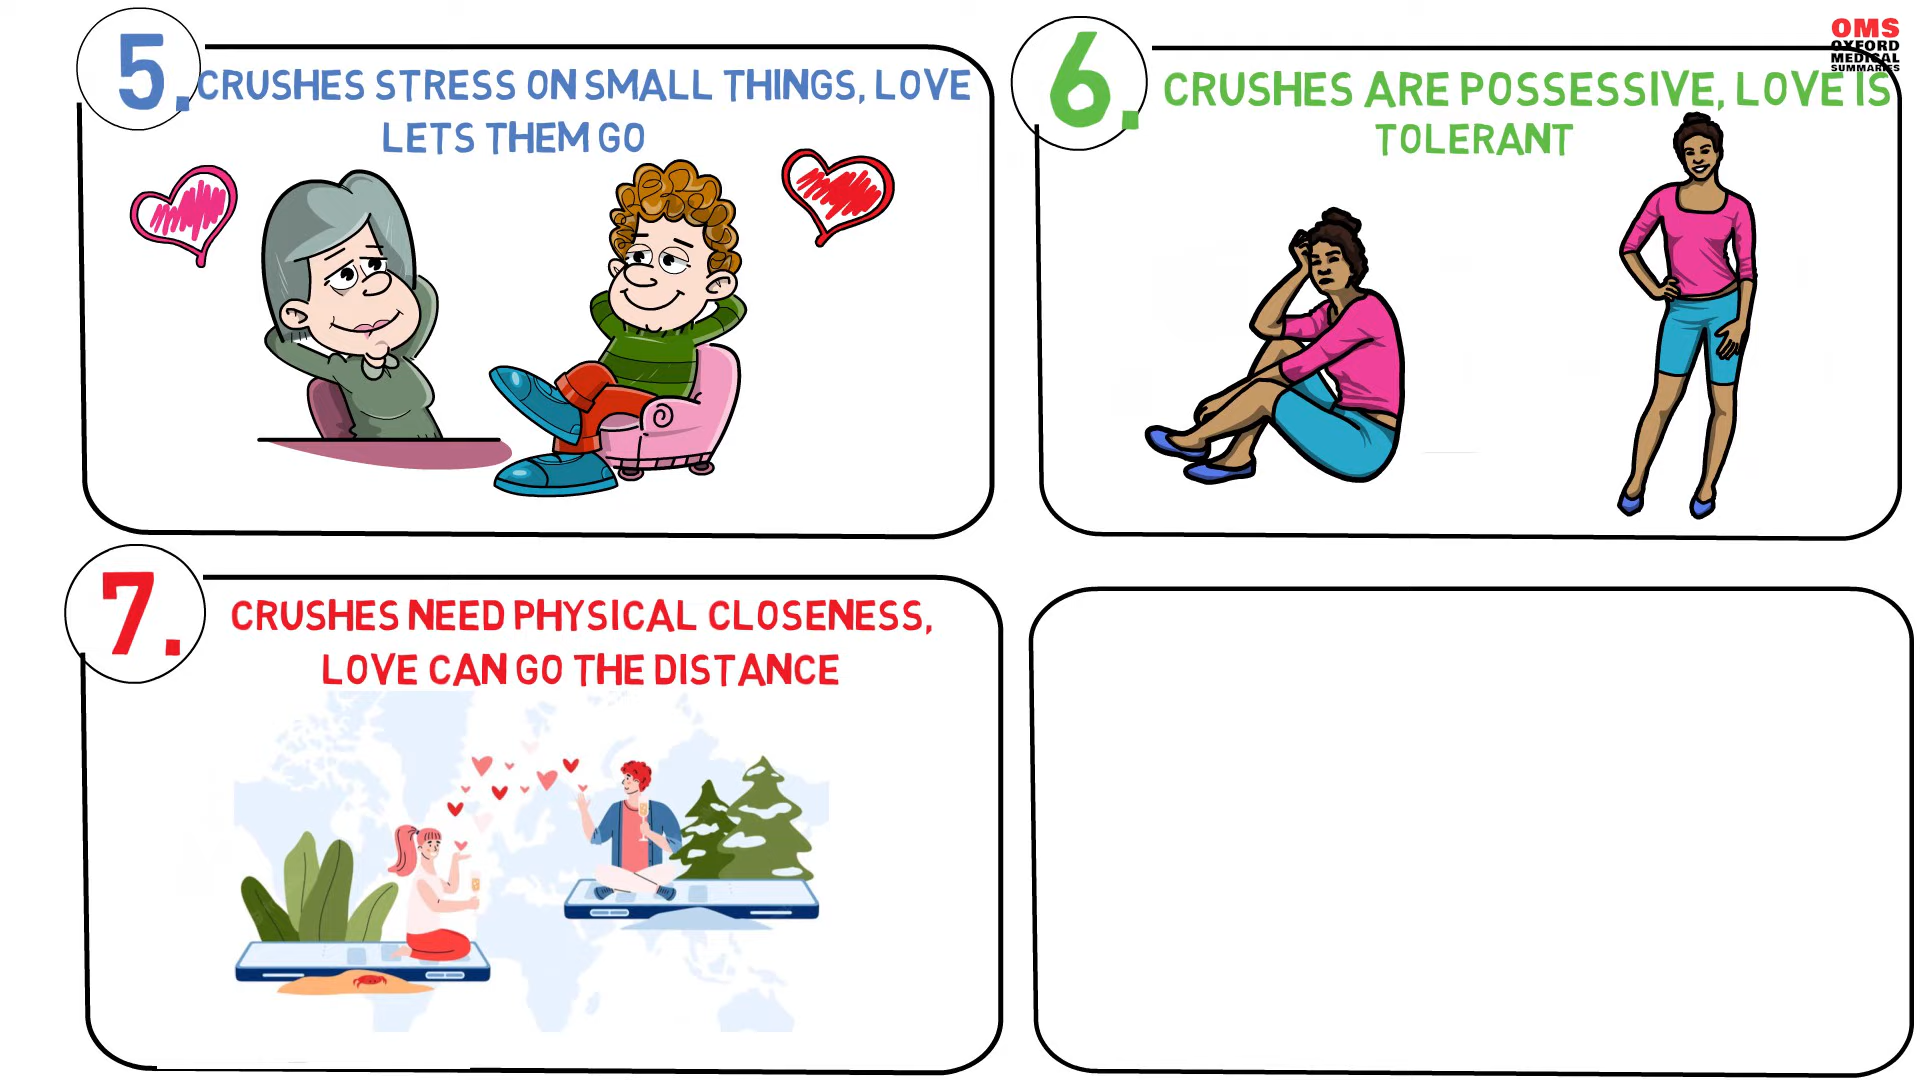 5.
CRUSHES STRESS ON SMALL THINGS, LOVE
LETS THEM GO
6.
CRUSHES ARE POSSESSIVE, LOVE IS
TOLERANT
OMS
OXFORD
MEDICAL
SUMMARIES
7.
CRUSHES NEED PHYSICAL CLOSENESS,
LOVE CAN GO THE DISTANCE